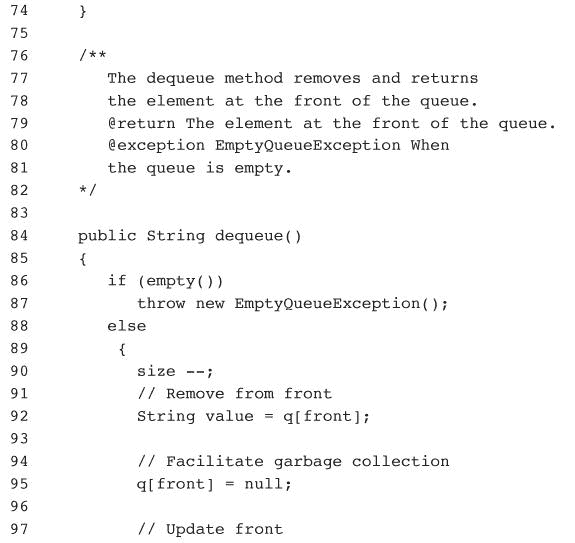 74     }
75
76     /**
77        The dequeue method removes and returns
78        the element at the front of the queue.
79        @return The element at the front of the queue.
80        @exception EmptyQueueException When
81        the queue is empty.
82     */
83
84     public String dequeue()
85     {
86        if (empty())
87           throw new EmptyQueueException();
88        else
89         {
90           size --;
91           // Remove from front
92           String value = q[front];
93
94           // Facilitate garbage collection
95           q[front] = null;
96
97           // Update front